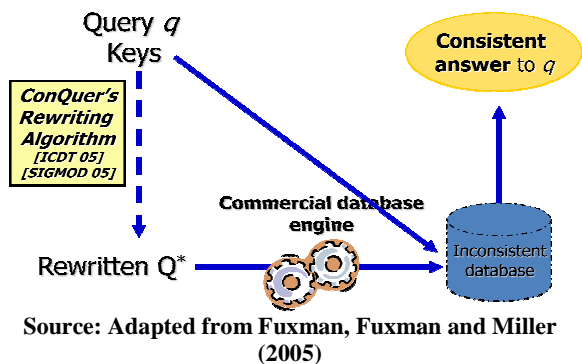 Query q
Keys
Consistent
answer to q
ConQuer's
Rewriting
Algorithm
[ICDT 05]
[SIGMOD 05]
Commercial database
engine
Inconsistent
database
Rewritten Q*
Source: Adapted from Fuxman, Fuxman and Miller
(2005)